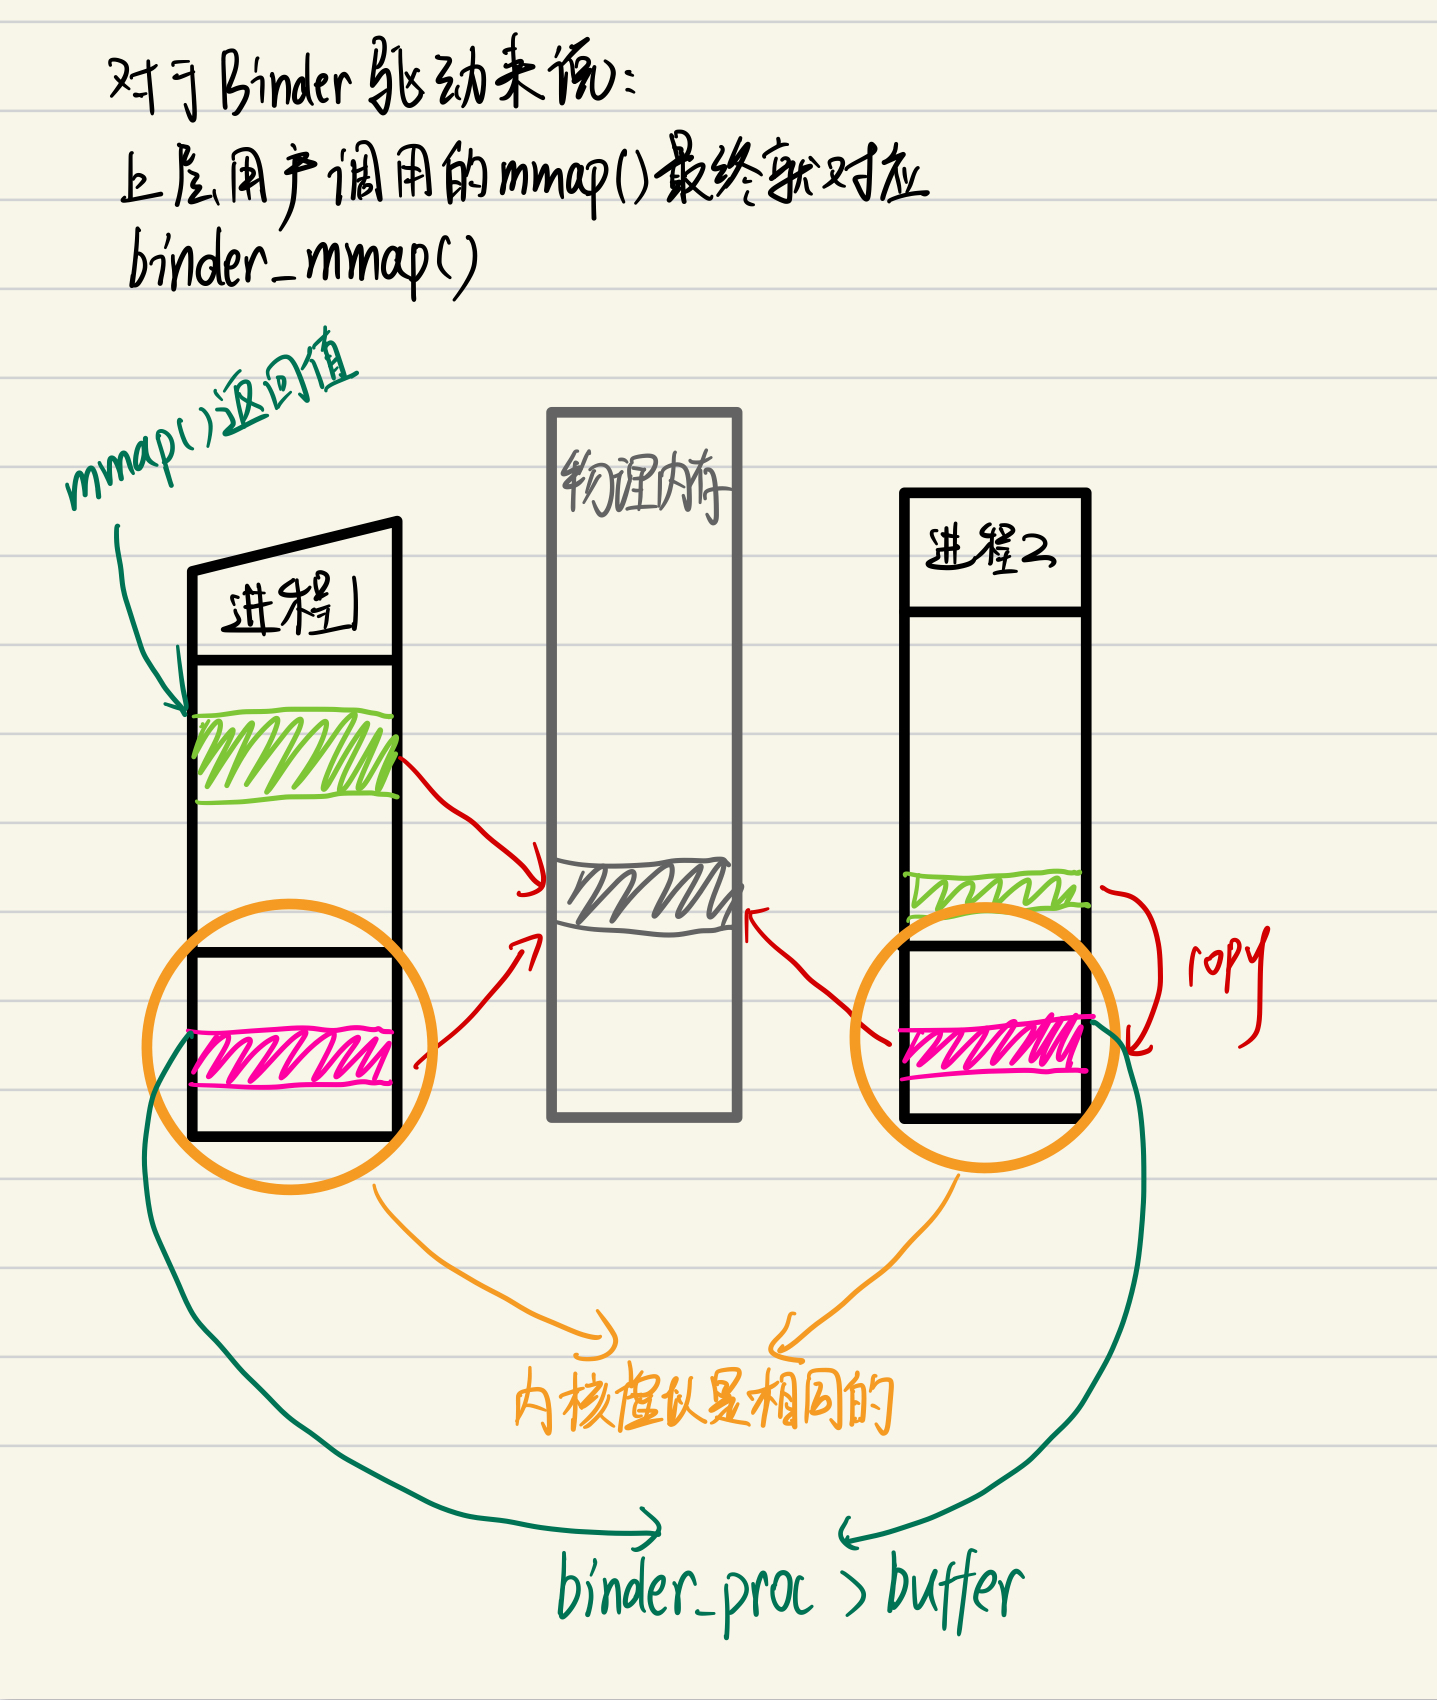 对于Binder驱动来说:
上层用户调用的mmap()最终就对应
binder_mmap()
mmap()返回值
物理内存
进程1
进程2
copy
内核虚拟是相同的
binder_proc > buffer